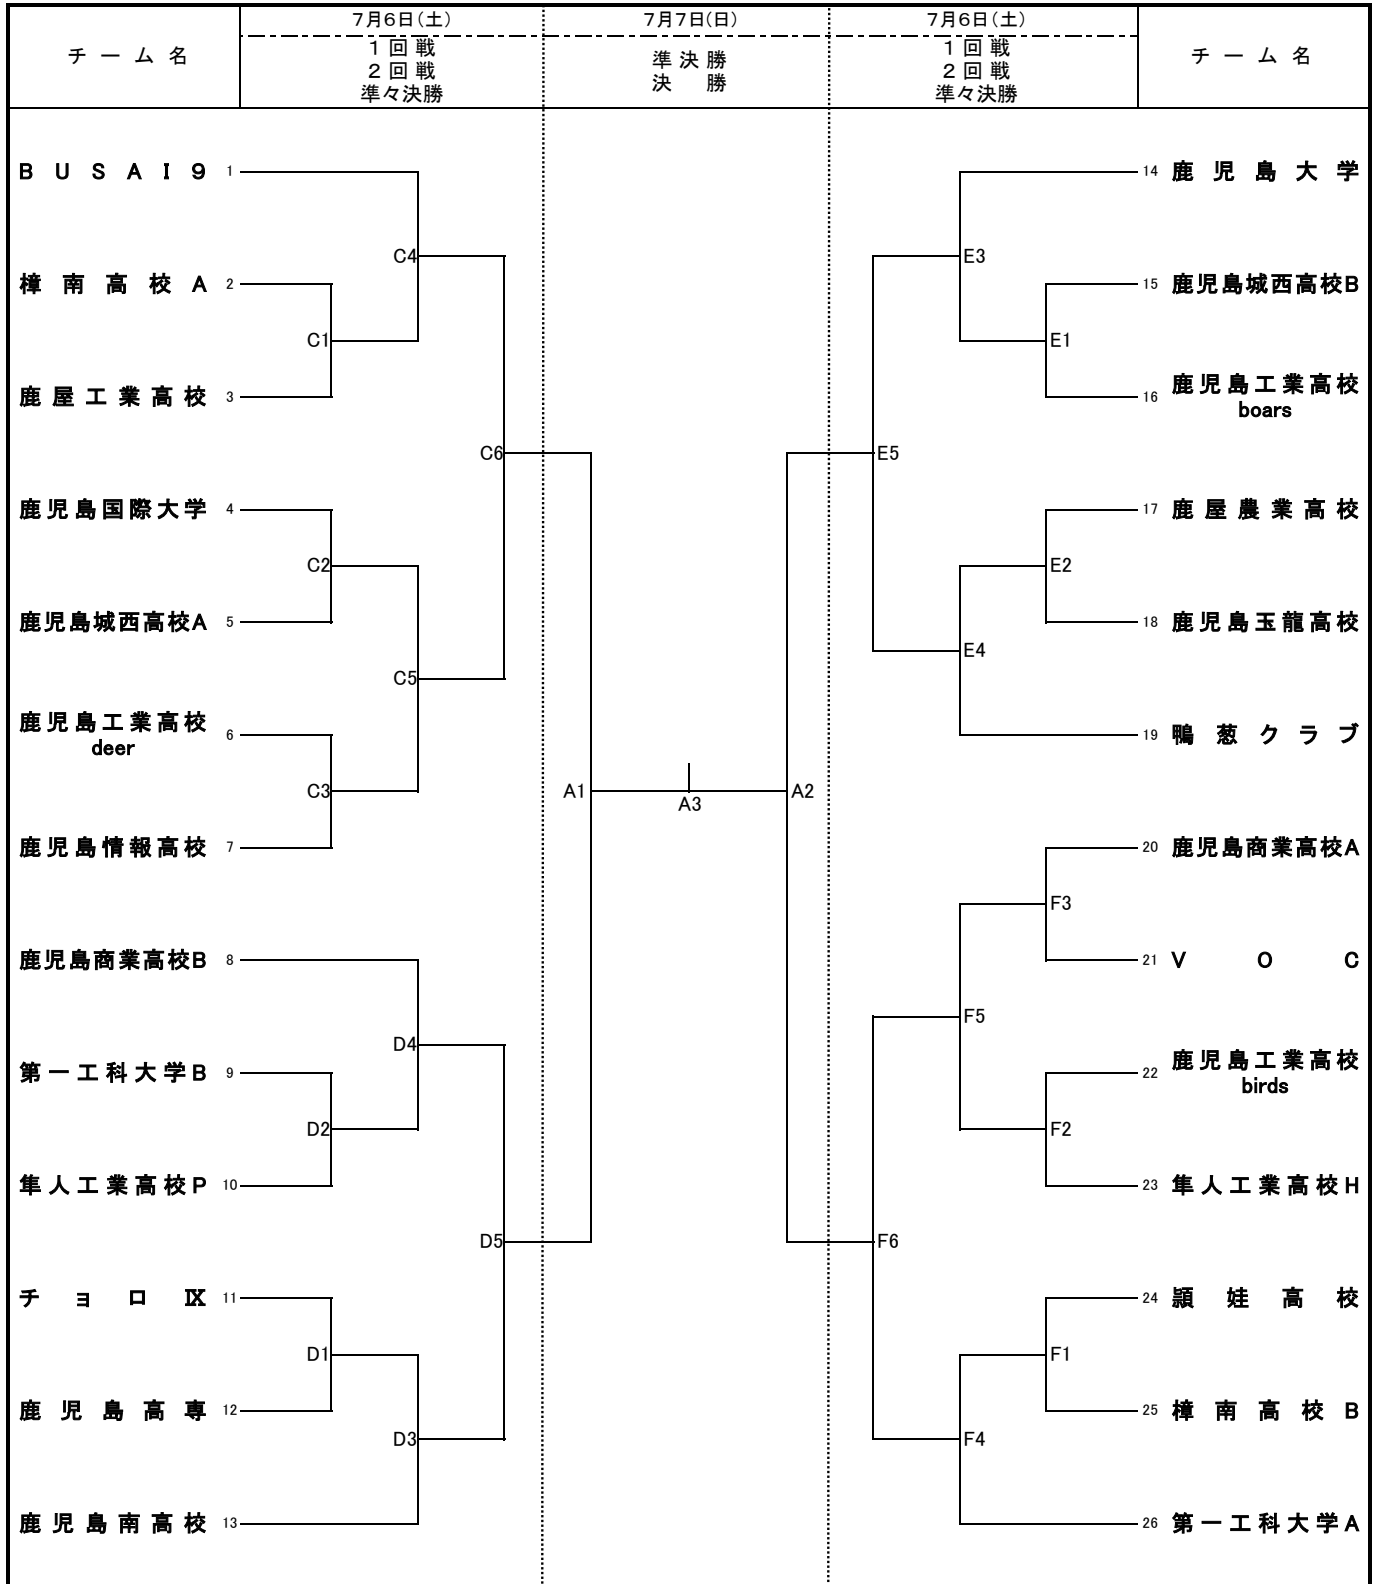 チーム名
7月6日(土)
1回戦
2回戦
準々決勝
7月7日(日)
準決勝
決勝
7月6日(土)
1回戦
2回戦
準々決勝
チーム名
BUSAI9 1
樟南高校A 2
鹿屋工業高校 3
鹿児島国際大学 4
鹿児島城西高校A 5
鹿児島工業高校 6
deer
鹿児島情報高校 7
鹿児島商業高校B 8
第一工科大学B 9
隼人工業高校P 10
チョロⅨ 11
鹿児島高専 12
鹿児島南高校 13
C4
C1
C6
C2
C5
C3
D4
D2
D5
D1
D3
A1
A3
A2
E3
E1
E5
E2
E4
F3
F5
F2
F6
F1
F4
14 鹿児島大学
15 鹿児島城西高校B
16 鹿児島工業高校
boars
17 鹿屋農業高校
18 鹿児島玉龍高校
19 鴨葱クラブ
20 鹿児島商業高校A
21 VOC
22 鹿児島工業高校
birds
23 隼人工業高校H
24 頴娃高校
25 樟南高校B
26 第一工科大学A